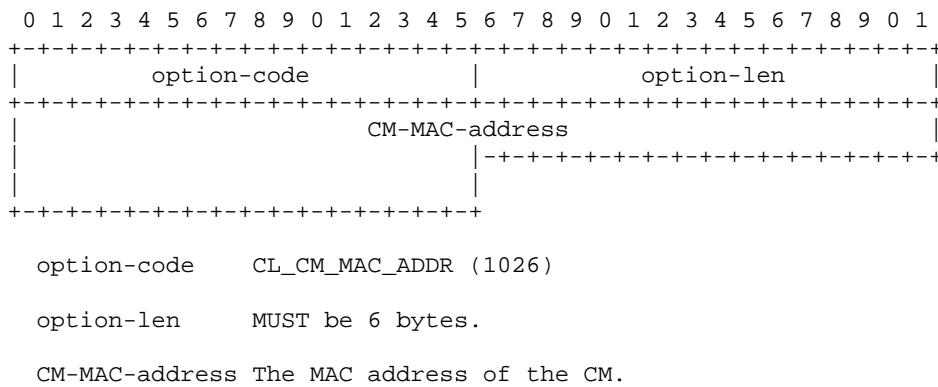 0 1 2 3 4 5 6 7 8 9 0 1 2 3 4 5 6 7 8 9 0 1 2 3 4 5 6 7 8 9 0 1
+-+-+-+-+-+-+-+-+-+-+-+-+-+-+-+-+-+-+-+-+-+-+-+-+-+-+-+-+-+-+-+-+
|          option-code          |           option-len          |
+-+-+-+-+-+-+-+-+-+-+-+-+-+-+-+-+-+-+-+-+-+-+-+-+-+-+-+-+-+-+-+-+
|                         CM-MAC-address                        |
|                               |-+-+-+-+-+-+-+-+-+-+-+-+-+-+-+-+
|                               |
+-+-+-+-+-+-+-+-+-+-+-+-+-+-+-+-+
option-code    CL_CM_MAC_ADDR (1026)
option-len     MUST be 6 bytes.
CM-MAC-address The MAC address of the CM.